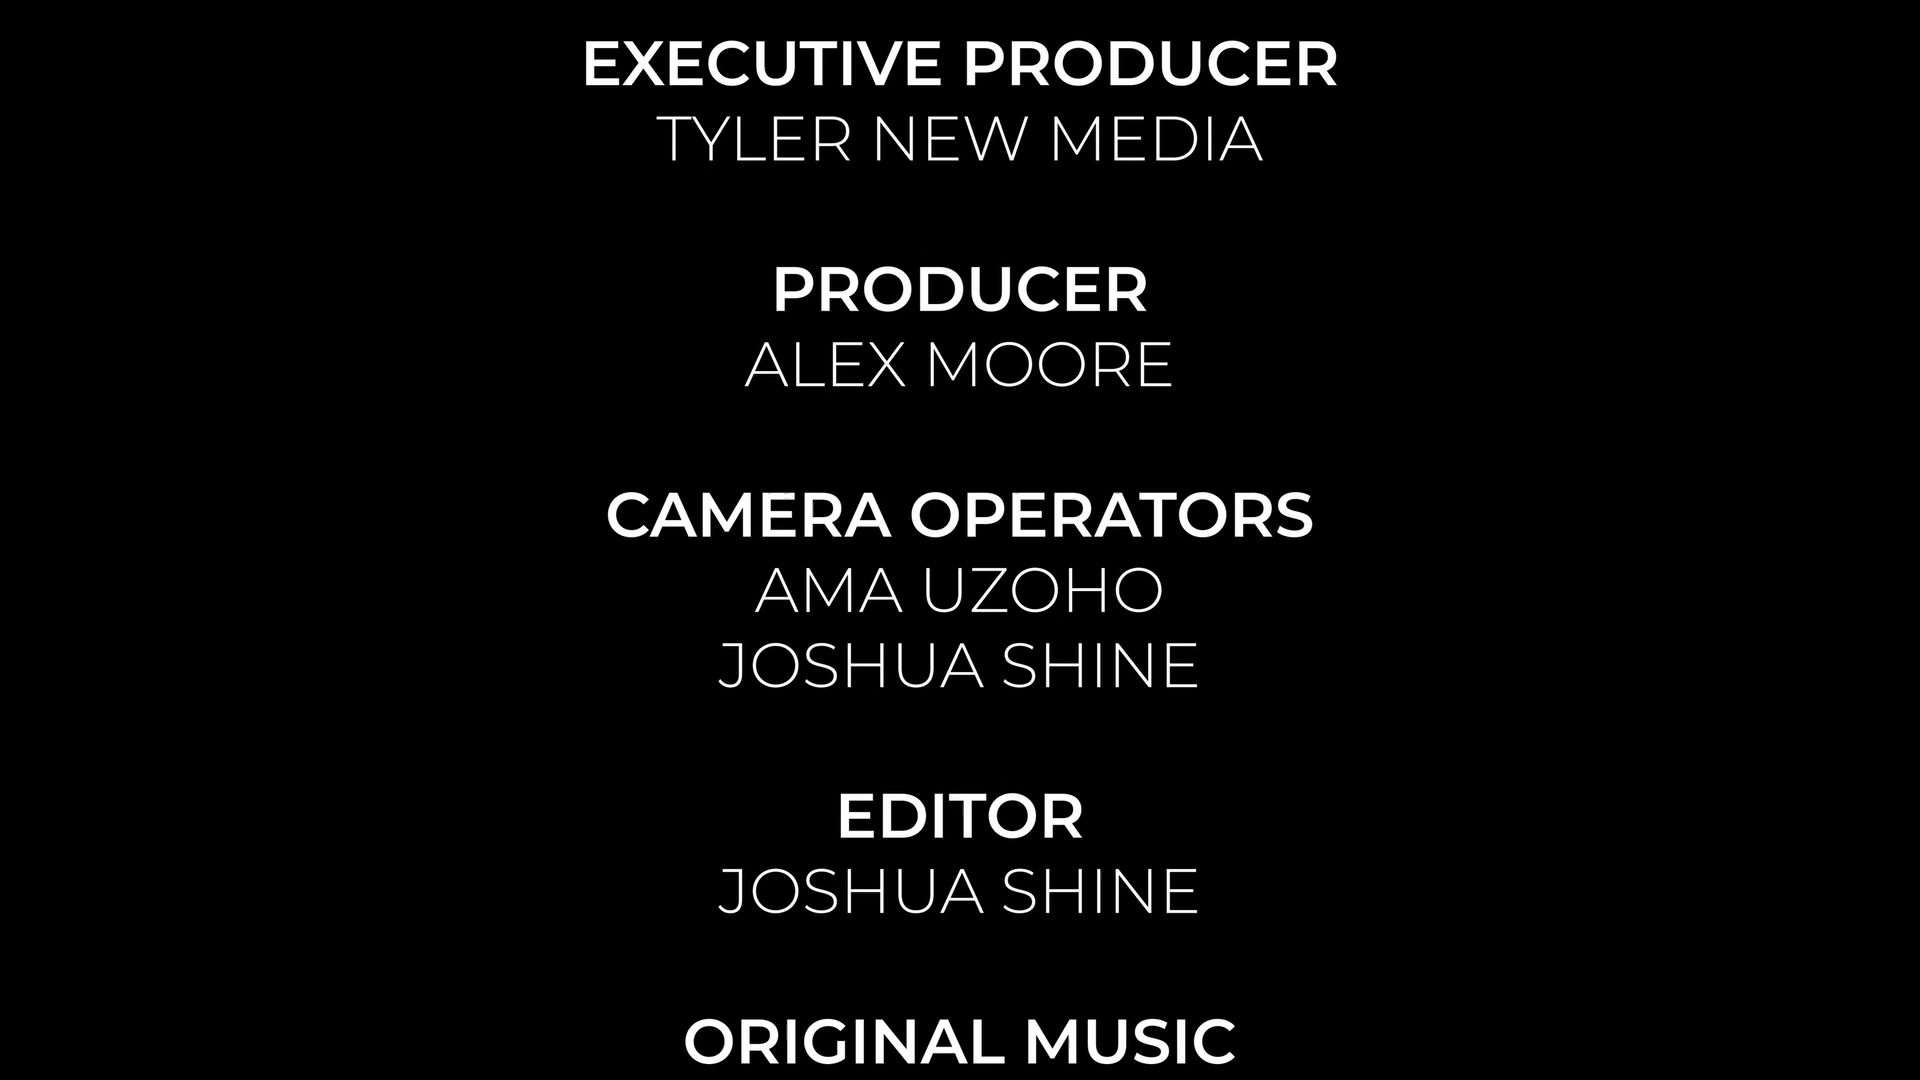 EXECUTIVE PRODUCER
TYLER NEW MEDIA
PRODUCER
ALEX MOORE
CAMERA OPERATORS
AMA UZOHO
JOSHUA SHINE
EDITOR
JOSHUA SHINE
ORIGINAL MUSIC